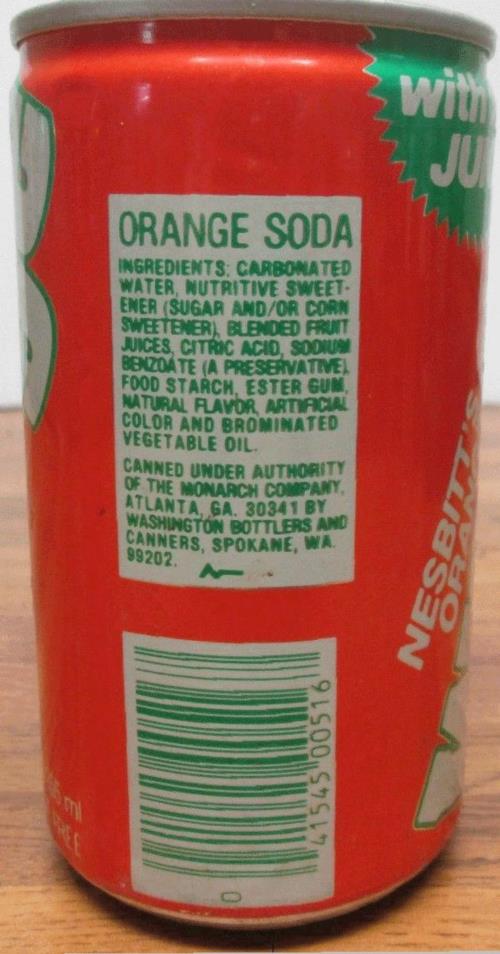 with
ORANGE SODA
INGREDIENTS: CARBONATED
WATER, NUTRITIVE SWEET-
ENER (SUGAR AND/OR CORN
SWEETENER), BLENDED FRUIT
JUICES, CITRIC ACID, SODIUM
BENZOATE (A PRESERVATIVE),
FOOD STARCH, ESTER GUM,
NATURAL FLAVOR, ARTIFICIAL
COLOR AND BROMINATED
VEGETABLE OIL.
CANNED UNDER AUTHORITY
OF THE MONARCH COMPANY,
ATLANTA, GA. 30341 BY
WASHINGTON BOTTLERS AND
CANNERS, SPOKANE, WA.
99202.
NESBITT'S
41545 00516
0
ml